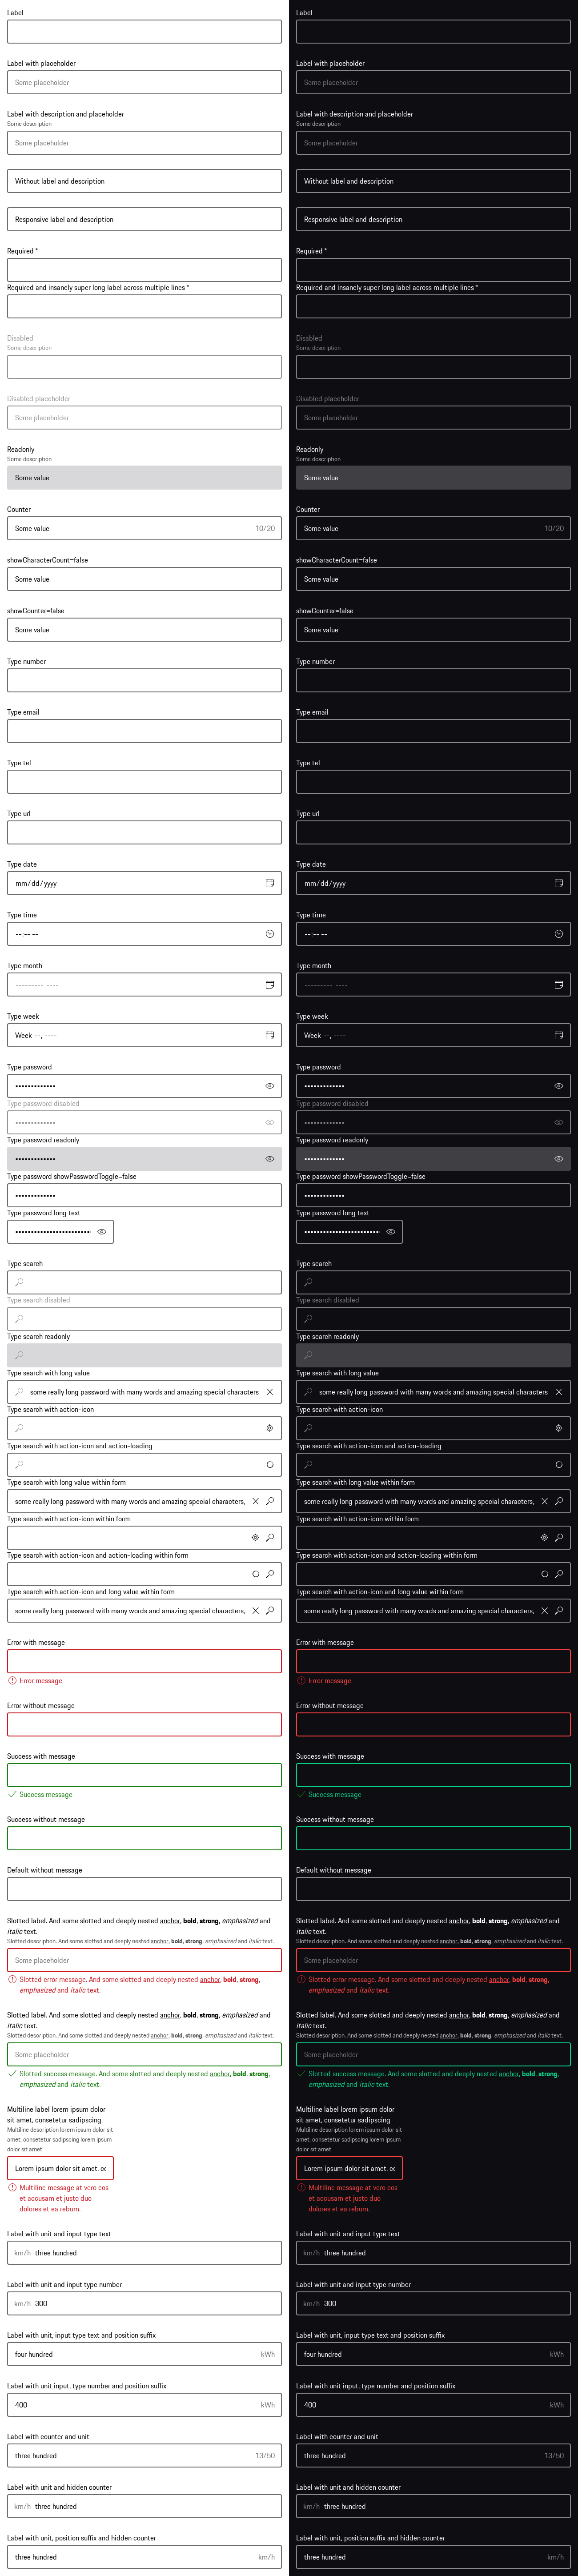 Label
Label with placeholder
Some placeholder
Label with description and placeholder
Some description
Some placeholder
Without label and description
Responsive label and description
Required *
Required and insanely super long label across multiple lines *
Disabled
Some description
Disabled placeholder
Some placeholder
Readonly
Some description
Some value
Counter
Some value 10/20
showCharacterCount=false
Some value
showCounter=false
Some value
Type number
Type email
Type tel
Type url
Type date
mm/dd/yyyy
Type time
--:-- --
Type month
--------- ----
Type week
Week --, ----
Type password
•••••••••••••
Type password disabled
•••••••••••••
Type password readonly
•••••••••••••
Type password showPasswordToggle=false
•••••••••••••
Type password long text
••••••••••••••••••••••••
Type search
Type search disabled
Type search readonly
Type search with long value
some really long password with many words and amazing special characters
Type search with action-icon
Type search with action-icon and action-loading
Type search with long value within form
some really long password with many words and amazing special characters,
Type search with action-icon within form
Type search with action-icon and action-loading within form
Type search with action-icon and long value within form
some really long password with many words and amazing special characters,
Error with message
Error message
Error without message
Success with message
Success message
Success without message
Default without message
Slotted label. And some slotted and deeply nested anchor, bold, strong, emphasized and
italic text.
Slotted description. And some slotted and deeply nested anchor, bold, strong, emphasized and italic text.
Some placeholder
Slotted error message. And some slotted and deeply nested anchor, bold, strong,
emphasized and italic text.
Slotted label. And some slotted and deeply nested anchor, bold, strong, emphasized and
italic text.
Slotted description. And some slotted and deeply nested anchor, bold, strong, emphasized and italic text.
Some placeholder
Slotted success message. And some slotted and deeply nested anchor, bold, strong,
emphasized and italic text.
Multiline label lorem ipsum dolor
sit amet, consetetur sadipscing
Multiline description lorem ipsum dolor sit
amet, consetetur sadipscing lorem ipsum
dolor sit amet
Lorem ipsum dolor sit amet, co
Multiline message at vero eos
et accusam et justo duo
dolores et ea rebum.
Label with unit and input type text
km/h three hundred
Label with unit and input type number
km/h 300
Label with unit, input type text and position suffix
four hundred kWh
Label with unit input, type number and position suffix
400 kWh
Label with counter and unit
three hundred 13/50
Label with unit and hidden counter
km/h three hundred
Label with unit, position suffix and hidden counter
three hundred km/h
Label
Label with placeholder
Some placeholder
Label with description and placeholder
Some description
Some placeholder
Without label and description
Responsive label and description
Required *
Required and insanely super long label across multiple lines *
Disabled
Some description
Disabled placeholder
Some placeholder
Readonly
Some description
Some value
Counter
Some value 10/20
showCharacterCount=false
Some value
showCounter=false
Some value
Type number
Type email
Type tel
Type url
Type date
mm/dd/yyyy
Type time
--:-- --
Type month
--------- ----
Type week
Week --, ----
Type password
•••••••••••••
Type password disabled
•••••••••••••
Type password readonly
•••••••••••••
Type password showPasswordToggle=false
•••••••••••••
Type password long text
••••••••••••••••••••••••
Type search
Type search disabled
Type search readonly
Type search with long value
some really long password with many words and amazing special characters
Type search with action-icon
Type search with action-icon and action-loading
Type search with long value within form
some really long password with many words and amazing special characters,
Type search with action-icon within form
Type search with action-icon and action-loading within form
Type search with action-icon and long value within form
some really long password with many words and amazing special characters,
Error with message
Error message
Error without message
Success with message
Success message
Success without message
Default without message
Slotted label. And some slotted and deeply nested anchor, bold, strong, emphasized and
italic text.
Slotted description. And some slotted and deeply nested anchor, bold, strong, emphasized and italic text.
Some placeholder
Slotted error message. And some slotted and deeply nested anchor, bold, strong,
emphasized and italic text.
Slotted label. And some slotted and deeply nested anchor, bold, strong, emphasized and
italic text.
Slotted description. And some slotted and deeply nested anchor, bold, strong, emphasized and italic text.
Some placeholder
Slotted success message. And some slotted and deeply nested anchor, bold, strong,
emphasized and italic text.
Multiline label lorem ipsum dolor
sit amet, consetetur sadipscing
Multiline description lorem ipsum dolor sit
amet, consetetur sadipscing lorem ipsum
dolor sit amet
Lorem ipsum dolor sit amet, co
Multiline message at vero eos
et accusam et justo duo
dolores et ea rebum.
Label with unit and input type text
km/h three hundred
Label with unit and input type number
km/h 300
Label with unit, input type text and position suffix
four hundred kWh
Label with unit input, type number and position suffix
400 kWh
Label with counter and unit
three hundred 13/50
Label with unit and hidden counter
km/h three hundred
Label with unit, position suffix and hidden counter
three hundred km/h